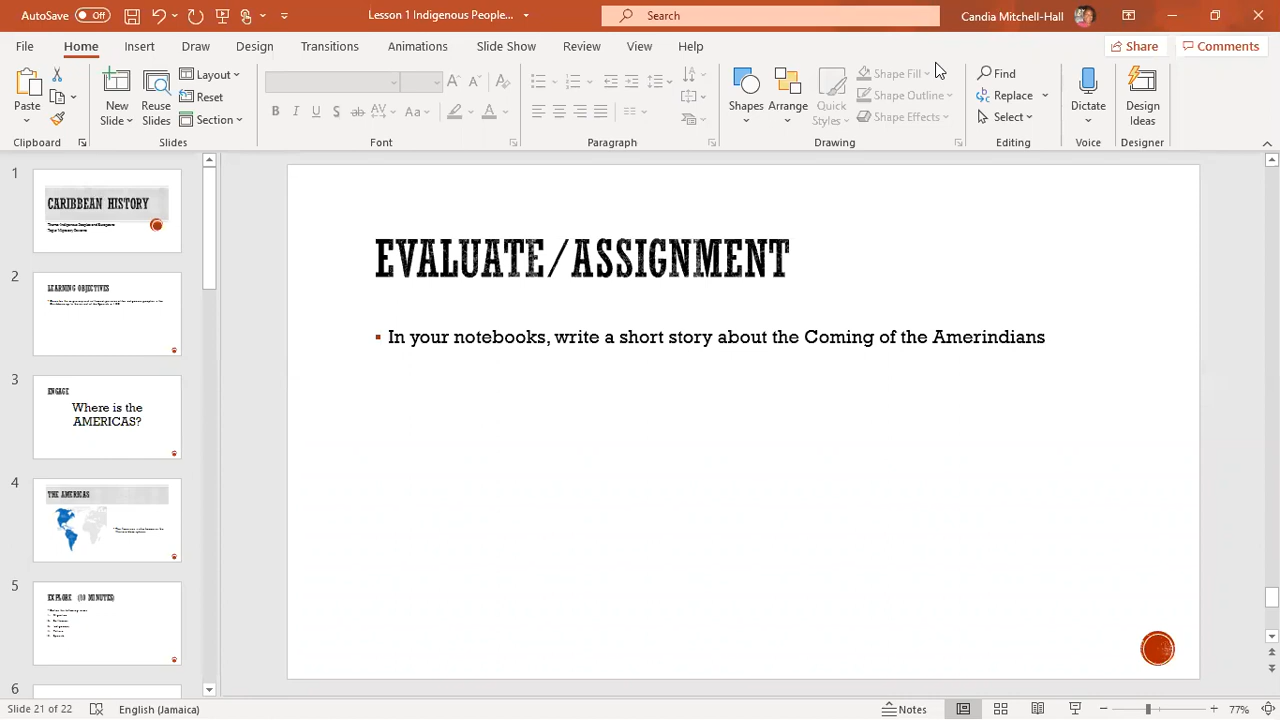 AutoSave Off Lesson 1 Indigenous People... Search Candia Mitchell-Hall
File Home Insert Draw Design Transitions Animations Slide Show Review View Help Share Comments
Paste
Clipboard
New Slide
Reuse Slides
Layout
Reset
Section
Slides
Font
Paragraph
Shapes
Arrange
Quick Styles
Shape Fill
Shape Outline
Shape Effects
Drawing
Find
Replace
Select
Editing
Dictate
Voice
Design Ideas
Designer
1
CARIBBEAN HISTORY
2
LEARNING OBJECTIVES
3
ENGAGE
Where is the
AMERICAS?
4
THE AMERICAS
5
EXPLORE (10 MINUTES)
6
EVALUATE/ASSIGNMENT
In your notebooks, write a short story about the Coming of the Amerindians
Slide 21 of 22 English (Jamaica) Notes 77%